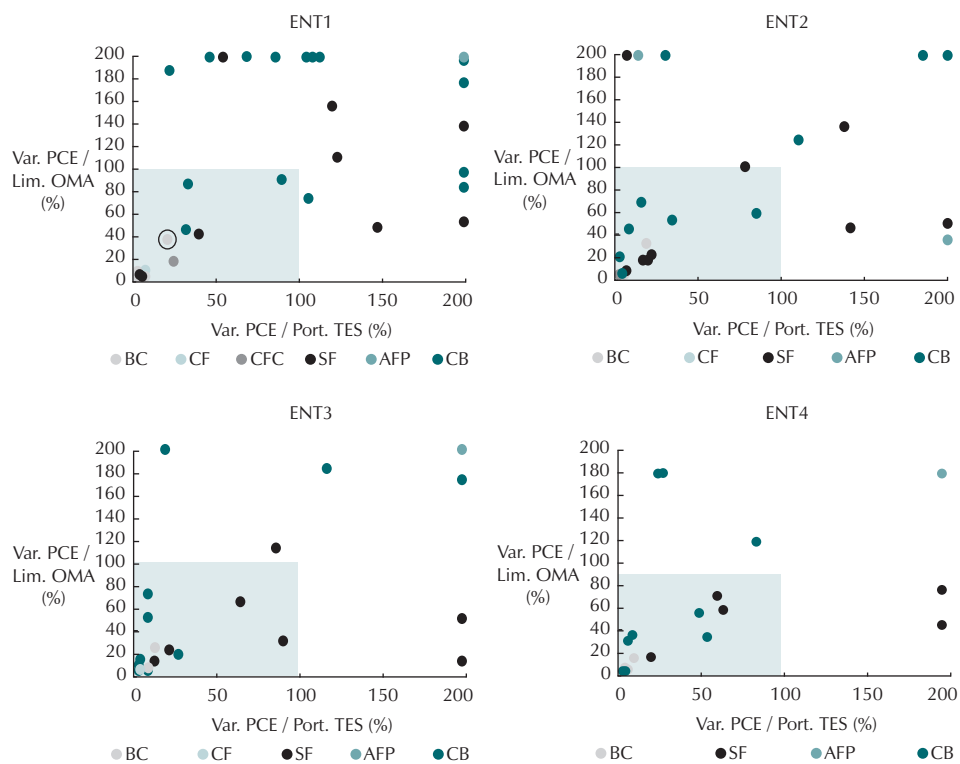 ENT1
200
180
160
140
120
100
80
60
40
20
0
Var. PCE /
Lim. OMA
(%)
0 50 100 150 200
Var. PCE / Port. TES (%)
BC CF CFC SF AFP CB
ENT2
200
180
160
140
120
100
80
60
40
20
0
Var. PCE /
Lim. OMA
(%)
0 50 100 150 200
Var. PCE / Port. TES (%)
BC CF SF AFP CB
ENT3
200
180
160
140
120
100
80
60
40
20
0
Var. PCE /
Lim. OMA
(%)
0 50 100 150 200
Var. PCE / Port. TES (%)
BC CF SF AFP CB
ENT4
200
180
160
140
120
100
80
60
40
20
0
Var. PCE /
Lim. OMA
(%)
0 50 100 150 200
Var. PCE / Port. TES (%)
BC SF AFP CB